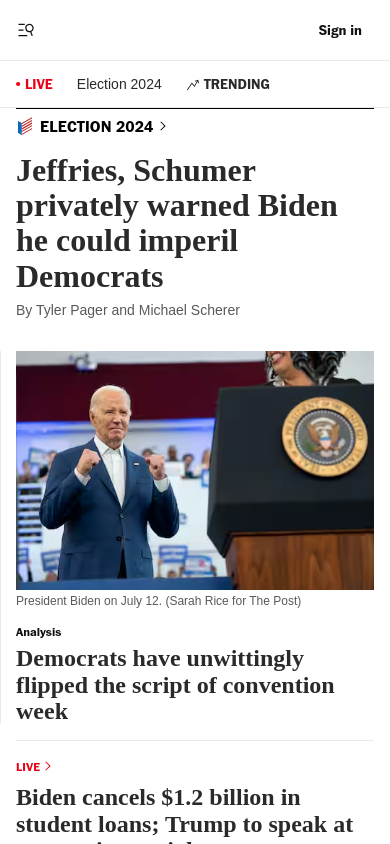 Sign in
LIVE
Election 2024
TRENDING
ELECTION 2024
Jeffries, Schumer
privately warned Biden
he could imperil
Democrats
By Tyler Pager and Michael Scherer
President Biden on July 12. (Sarah Rice for The Post)
Analysis
Democrats have unwittingly
flipped the script of convention
week
LIVE
Biden cancels $1.2 billion in
student loans; Trump to speak at